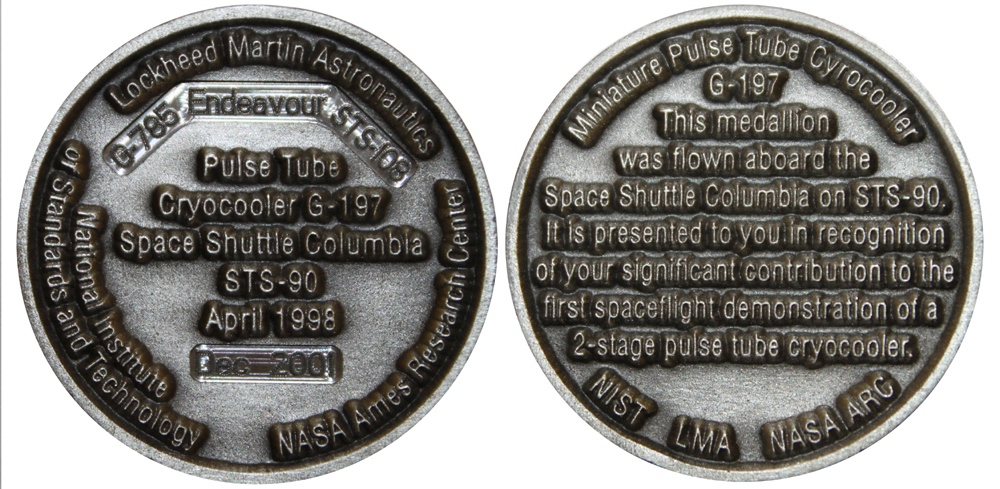 Lockheed Martin Astronautics
G-785 Endeavour STS-108
Pulse Tube
Cryocooler G-197
Space Shuttle Columbia
STS-90
April 1998
Dec 2001
National Institute
of Standards and Technology
NASA Ames Research Center
Miniature Pulse Tube Cyrocooler
G-197
This medallion
was flown aboard the
Space Shuttle Columbia on STS-90.
It is presented to you in recognition
of your significant contribution to the
first spaceflight demonstration of a
2-stage pulse tube cryocooler.
NIST LMA NASA ARC